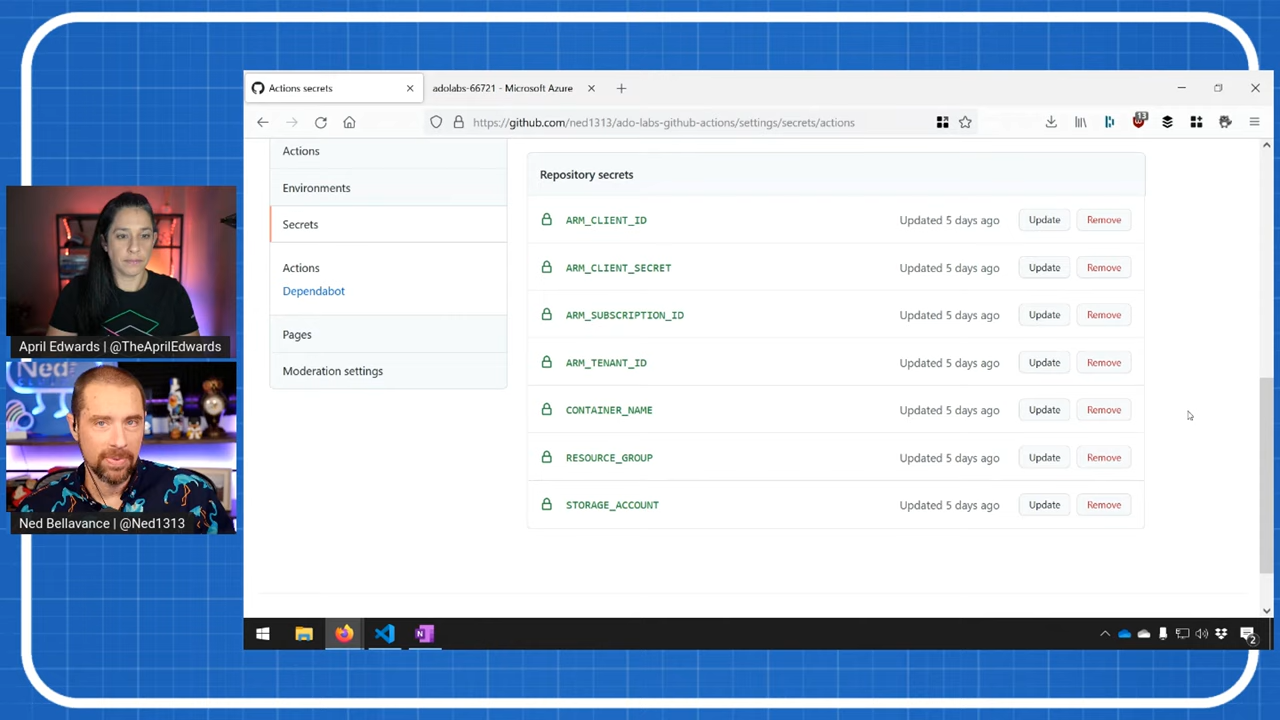 Actions secrets
adolabs-66721 - Microsoft Azure
https://github.com/ned1313/ado-labs-github-actions/settings/secrets/actions
13
Actions
Environments
Secrets
Actions
Dependabot
Pages
Moderation settings
Repository secrets
ARM_CLIENT_ID Updated 5 days ago Update Remove
ARM_CLIENT_SECRET Updated 5 days ago Update Remove
ARM_SUBSCRIPTION_ID Updated 5 days ago Update Remove
ARM_TENANT_ID Updated 5 days ago Update Remove
CONTAINER_NAME Updated 5 days ago Update Remove
RESOURCE_GROUP Updated 5 days ago Update Remove
STORAGE_ACCOUNT Updated 5 days ago Update Remove
April Edwards | @TheAprilEdwards
Ned
Ned Bellavance | @Ned1313
N
2